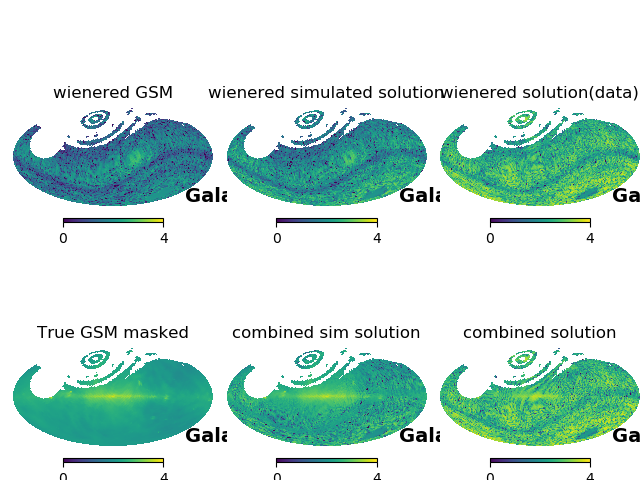 wienered GSM
wienered simulated solution
wienered solution(data)
Gala
Gala
Ga
0 4
0 4
0 4
True GSM masked
combined sim solution
combined solution
Gala
Gala
Ga
0 4
0 4
0 4